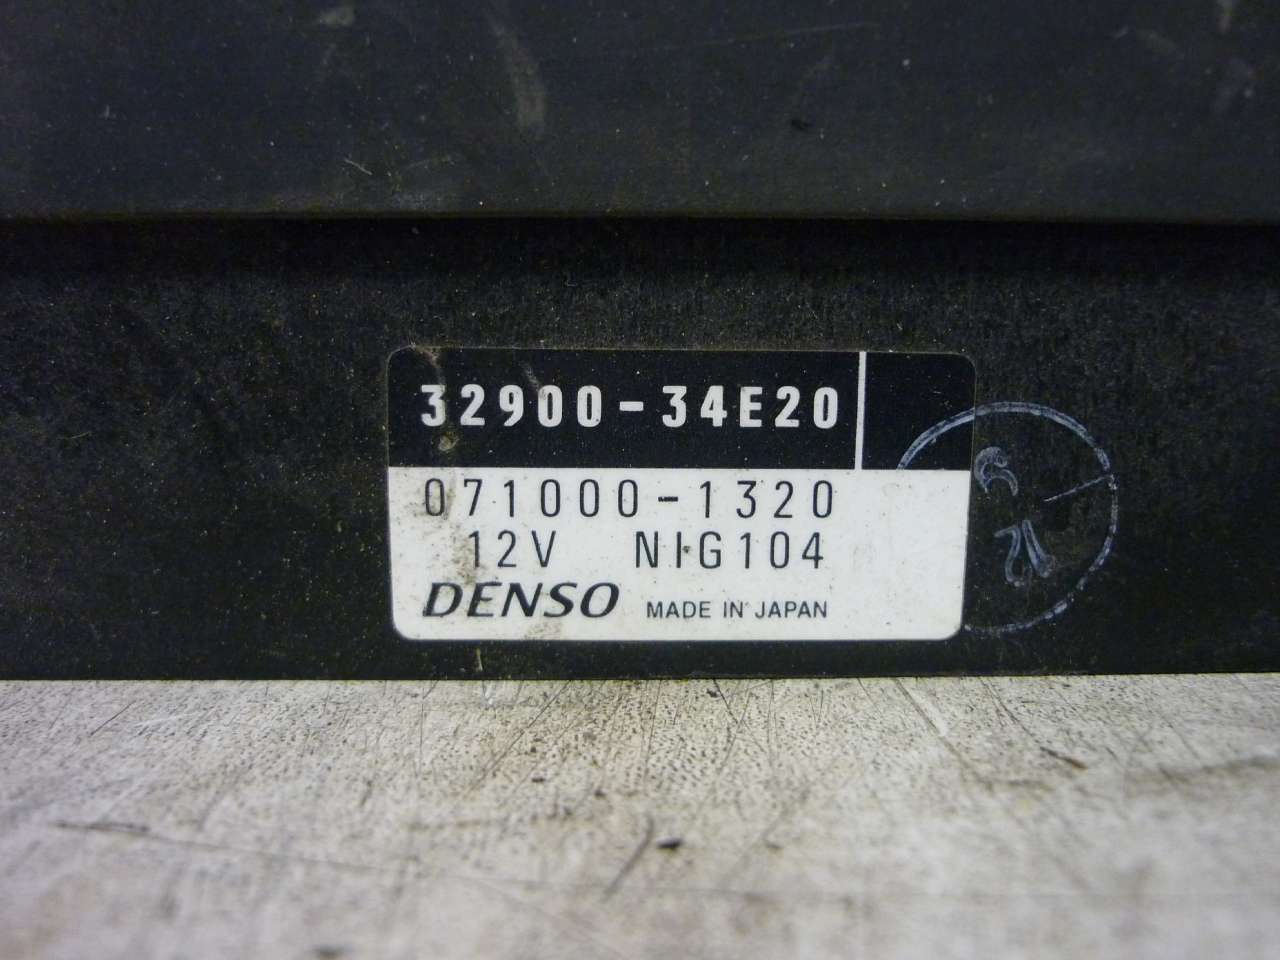 32900-34E20
071000-1320
12V NIG104
DENSO MADE IN JAPAN